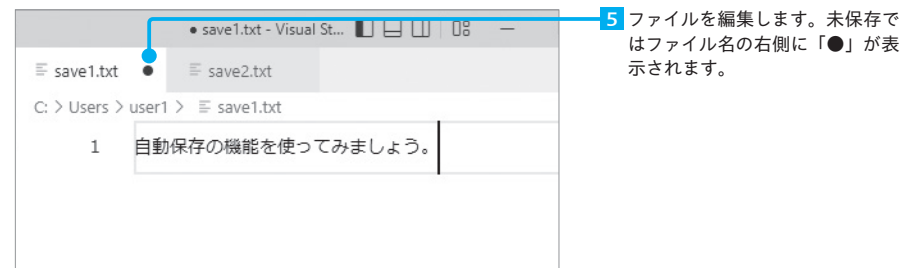 ● save1.txt - Visual St...
save1.txt ●
save2.txt
C: > Users > user1 > save1.txt
1 自動保存の機能を使ってみましょう。
5 ファイルを編集します。未保存で
はファイル名の右側に「●」が表
示されます。